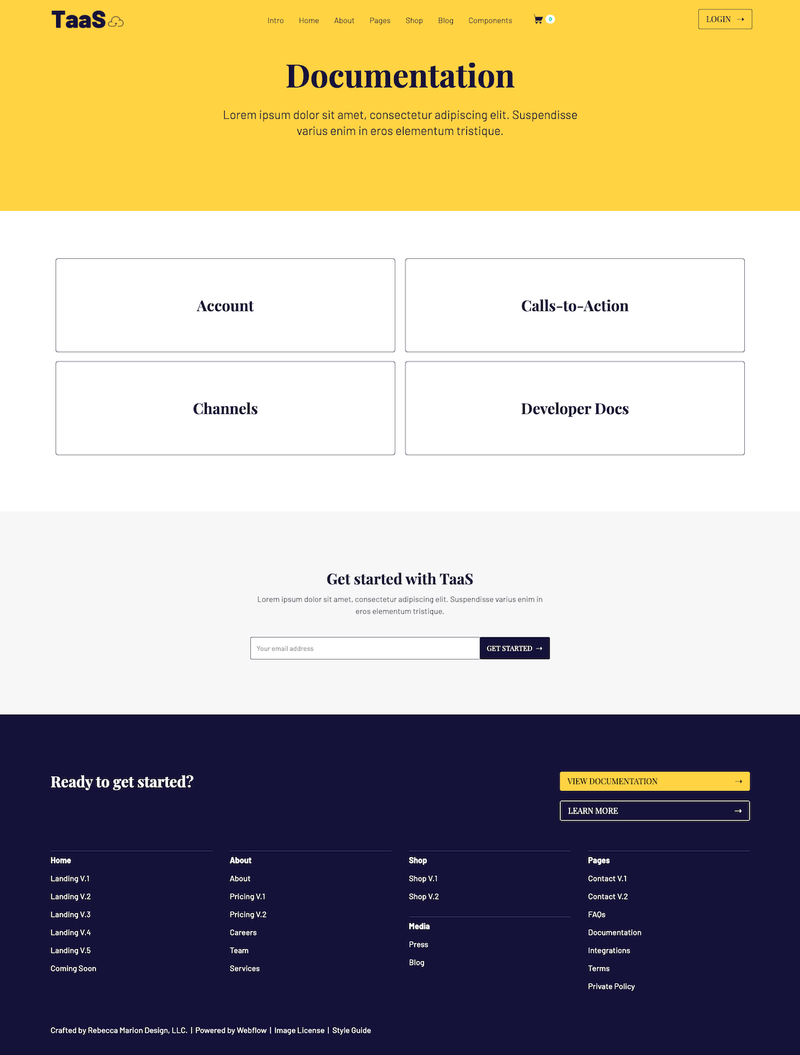 TaaS
Intro Home About Pages Shop Blog Components 0
LOGIN →
Documentation
Lorem ipsum dolor sit amet, consectetur adipiscing elit. Suspendisse
varius enim in eros elementum tristique.
Account
Calls-to-Action
Channels
Developer Docs
Get started with TaaS
Lorem ipsum dolor sit amet, consectetur adipiscing elit. Suspendisse varius enim in
eros elementum tristique.
Your email address
GET STARTED →
Ready to get started?
VIEW DOCUMENTATION →
LEARN MORE →
Home
Landing V.1
Landing V.2
Landing V.3
Landing V.4
Landing V.5
Coming Soon
About
About
Pricing V.1
Pricing V.2
Careers
Team
Services
Shop
Shop V.1
Shop V.2
Media
Press
Blog
Pages
Contact V.1
Contact V.2
FAQs
Documentation
Integrations
Terms
Private Policy
Crafted by Rebecca Marion Design, LLC. | Powered by Webflow | Image License | Style Guide